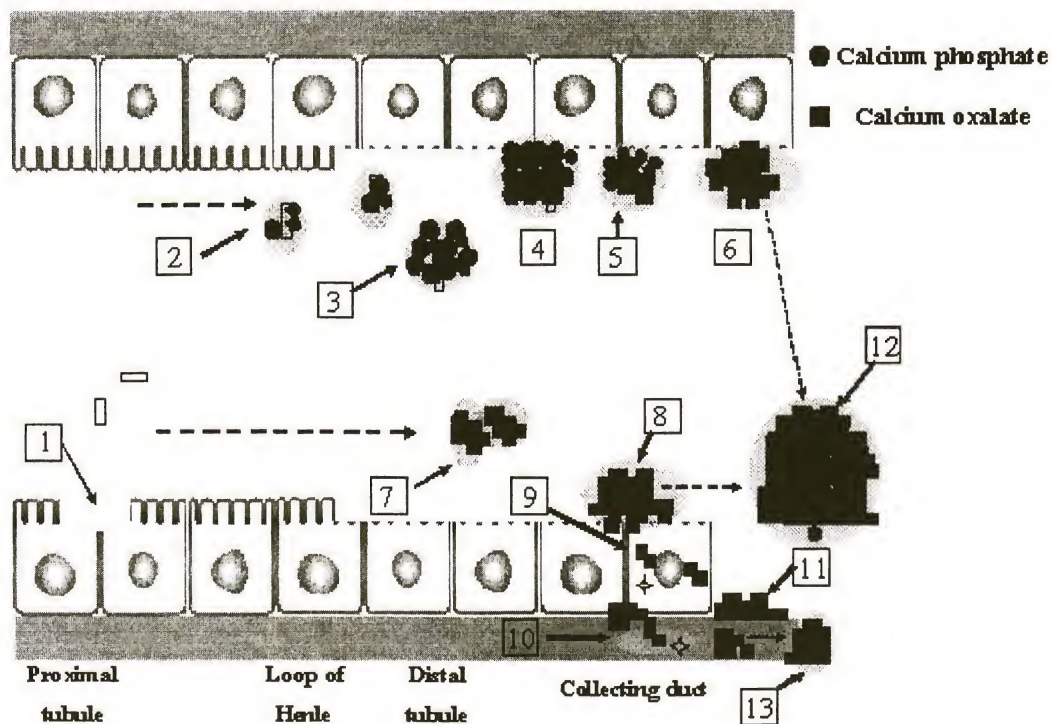 Calcium phosphate
Calcium oxalate
2
3
4
5
6
12
1
7
8
9
11
10
13
Proximal
tubule
Loop of
Henle
Distal
tubule
Collecting duct